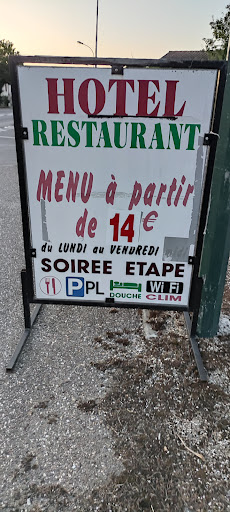 HOTEL
RESTAURANT
MENU à partir
de 14€
du LUNDI au VENDREDI
SOIREE ETAPE
P PL DOUCHE Wi Fi CLIM